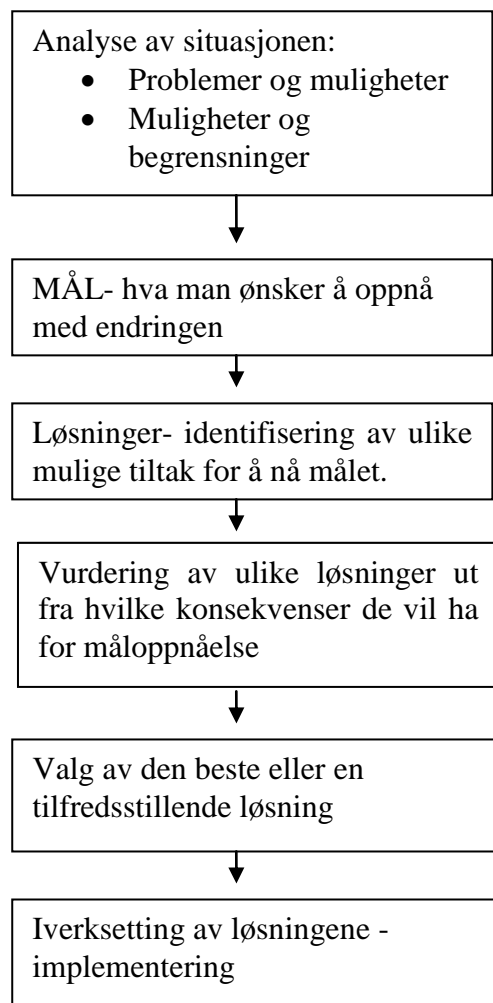 Analyse av situasjonen:
• Problemer og muligheter
• Muligheter og
begrensninger
MÅL- hva man ønsker å oppnå
med endringen
Løsninger- identifisering av ulike
mulige tiltak for å nå målet.
Vurdering av ulike løsninger ut
fra hvilke konsekvenser de vil ha
for måloppnåelse
Valg av den beste eller en
tilfredsstillende løsning
Iverksetting av løsningene -
implementering